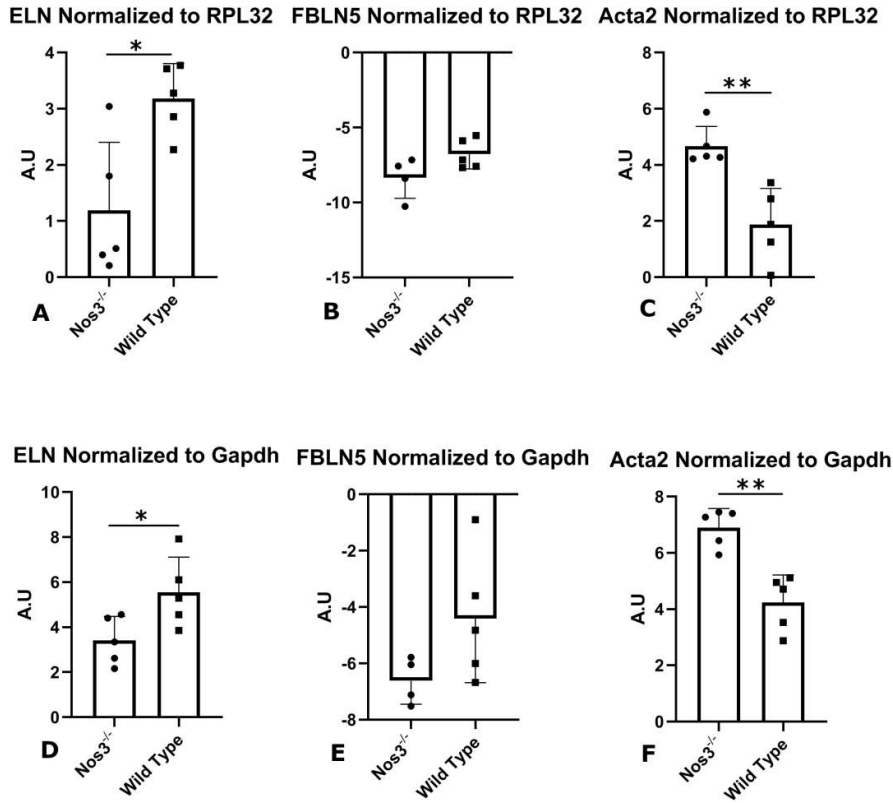 ELN Normalized to RPL32
FBLN5 Normalized to RPL32
Acta2 Normalized to RPL32
*
**
4
3
2
1
0
A.U
0
-5
-10
-15
A.U
8
6
4
2
0
A.U
Nos3-/-
Wild Type
Nos3-/-
Wild Type
Nos3-/-
Wild Type
A
B
C
ELN Normalized to Gapdh
FBLN5 Normalized to Gapdh
Acta2 Normalized to Gapdh
*
**
10
8
6
4
2
0
A.U
0
-2
-4
-6
-8
A.U
8
6
4
2
0
A.U
Nos3-/-
Wild Type
Nos3-/-
Wild Type
Nos3-/-
Wild Type
D
E
F